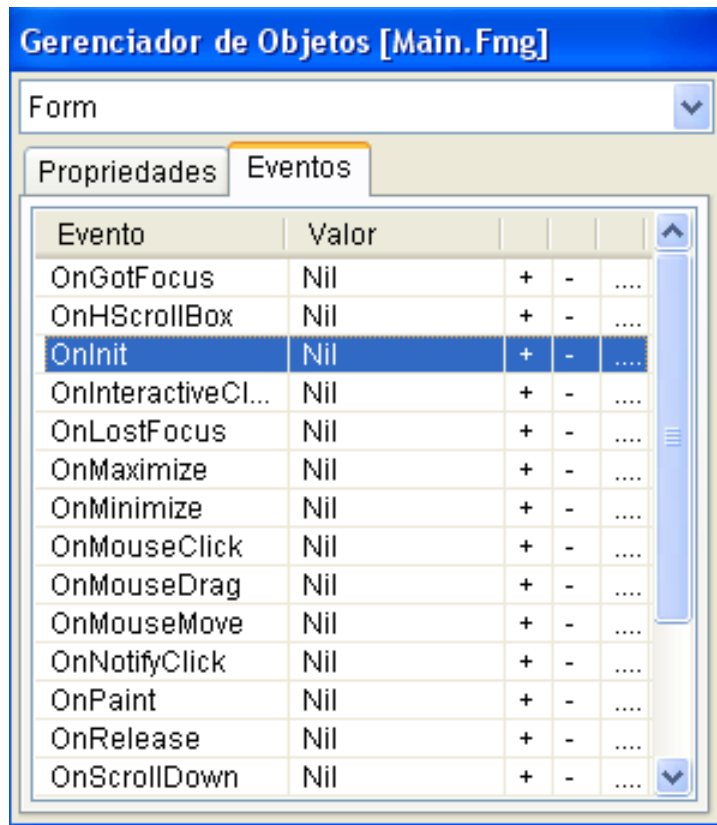 Gerenciador de Objetos [Main.Fmg]
Form
Propriedades Eventos
Evento Valor
OnGotFocus Nil + - ....
OnHScrollBox Nil + - ....
OnInit Nil + - ....
OnInteractiveCl... Nil + - ....
OnLostFocus Nil + - ....
OnMaximize Nil + - ....
OnMinimize Nil + - ....
OnMouseClick Nil + - ....
OnMouseDrag Nil + - ....
OnMouseMove Nil + - ....
OnNotifyClick Nil + - ....
OnPaint Nil + - ....
OnRelease Nil + - ....
OnScrollDown Nil + - ....